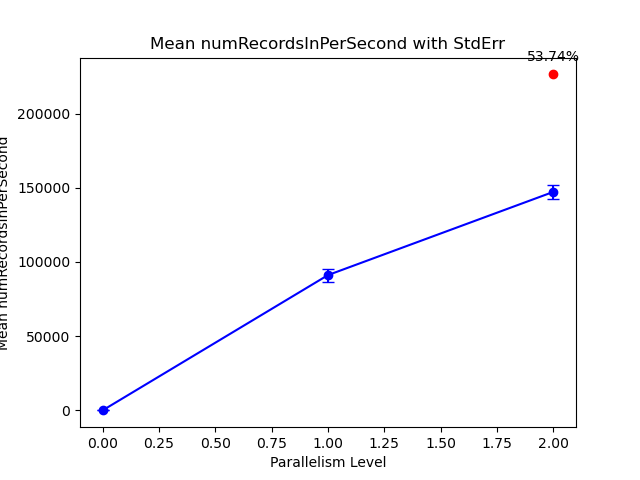 Mean numRecordsInPerSecond with StdErr
53.74%
Mean numRecordsInPerSecond
200000
150000
100000
50000
0
0.00 0.25 0.50 0.75 1.00 1.25 1.50 1.75 2.00
Parallelism Level